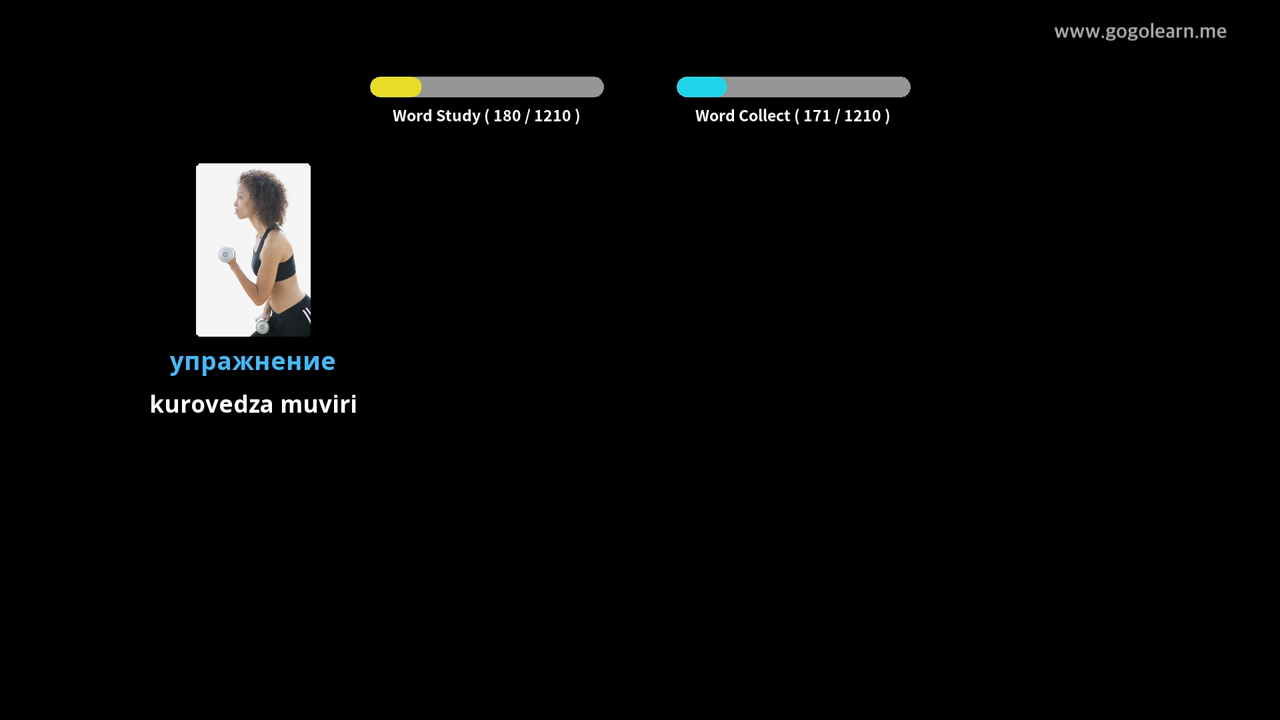 www.gogolearn.me
Word Study ( 180 / 1210 )
Word Collect ( 171 / 1210 )
упражнение
kurovedza muviri